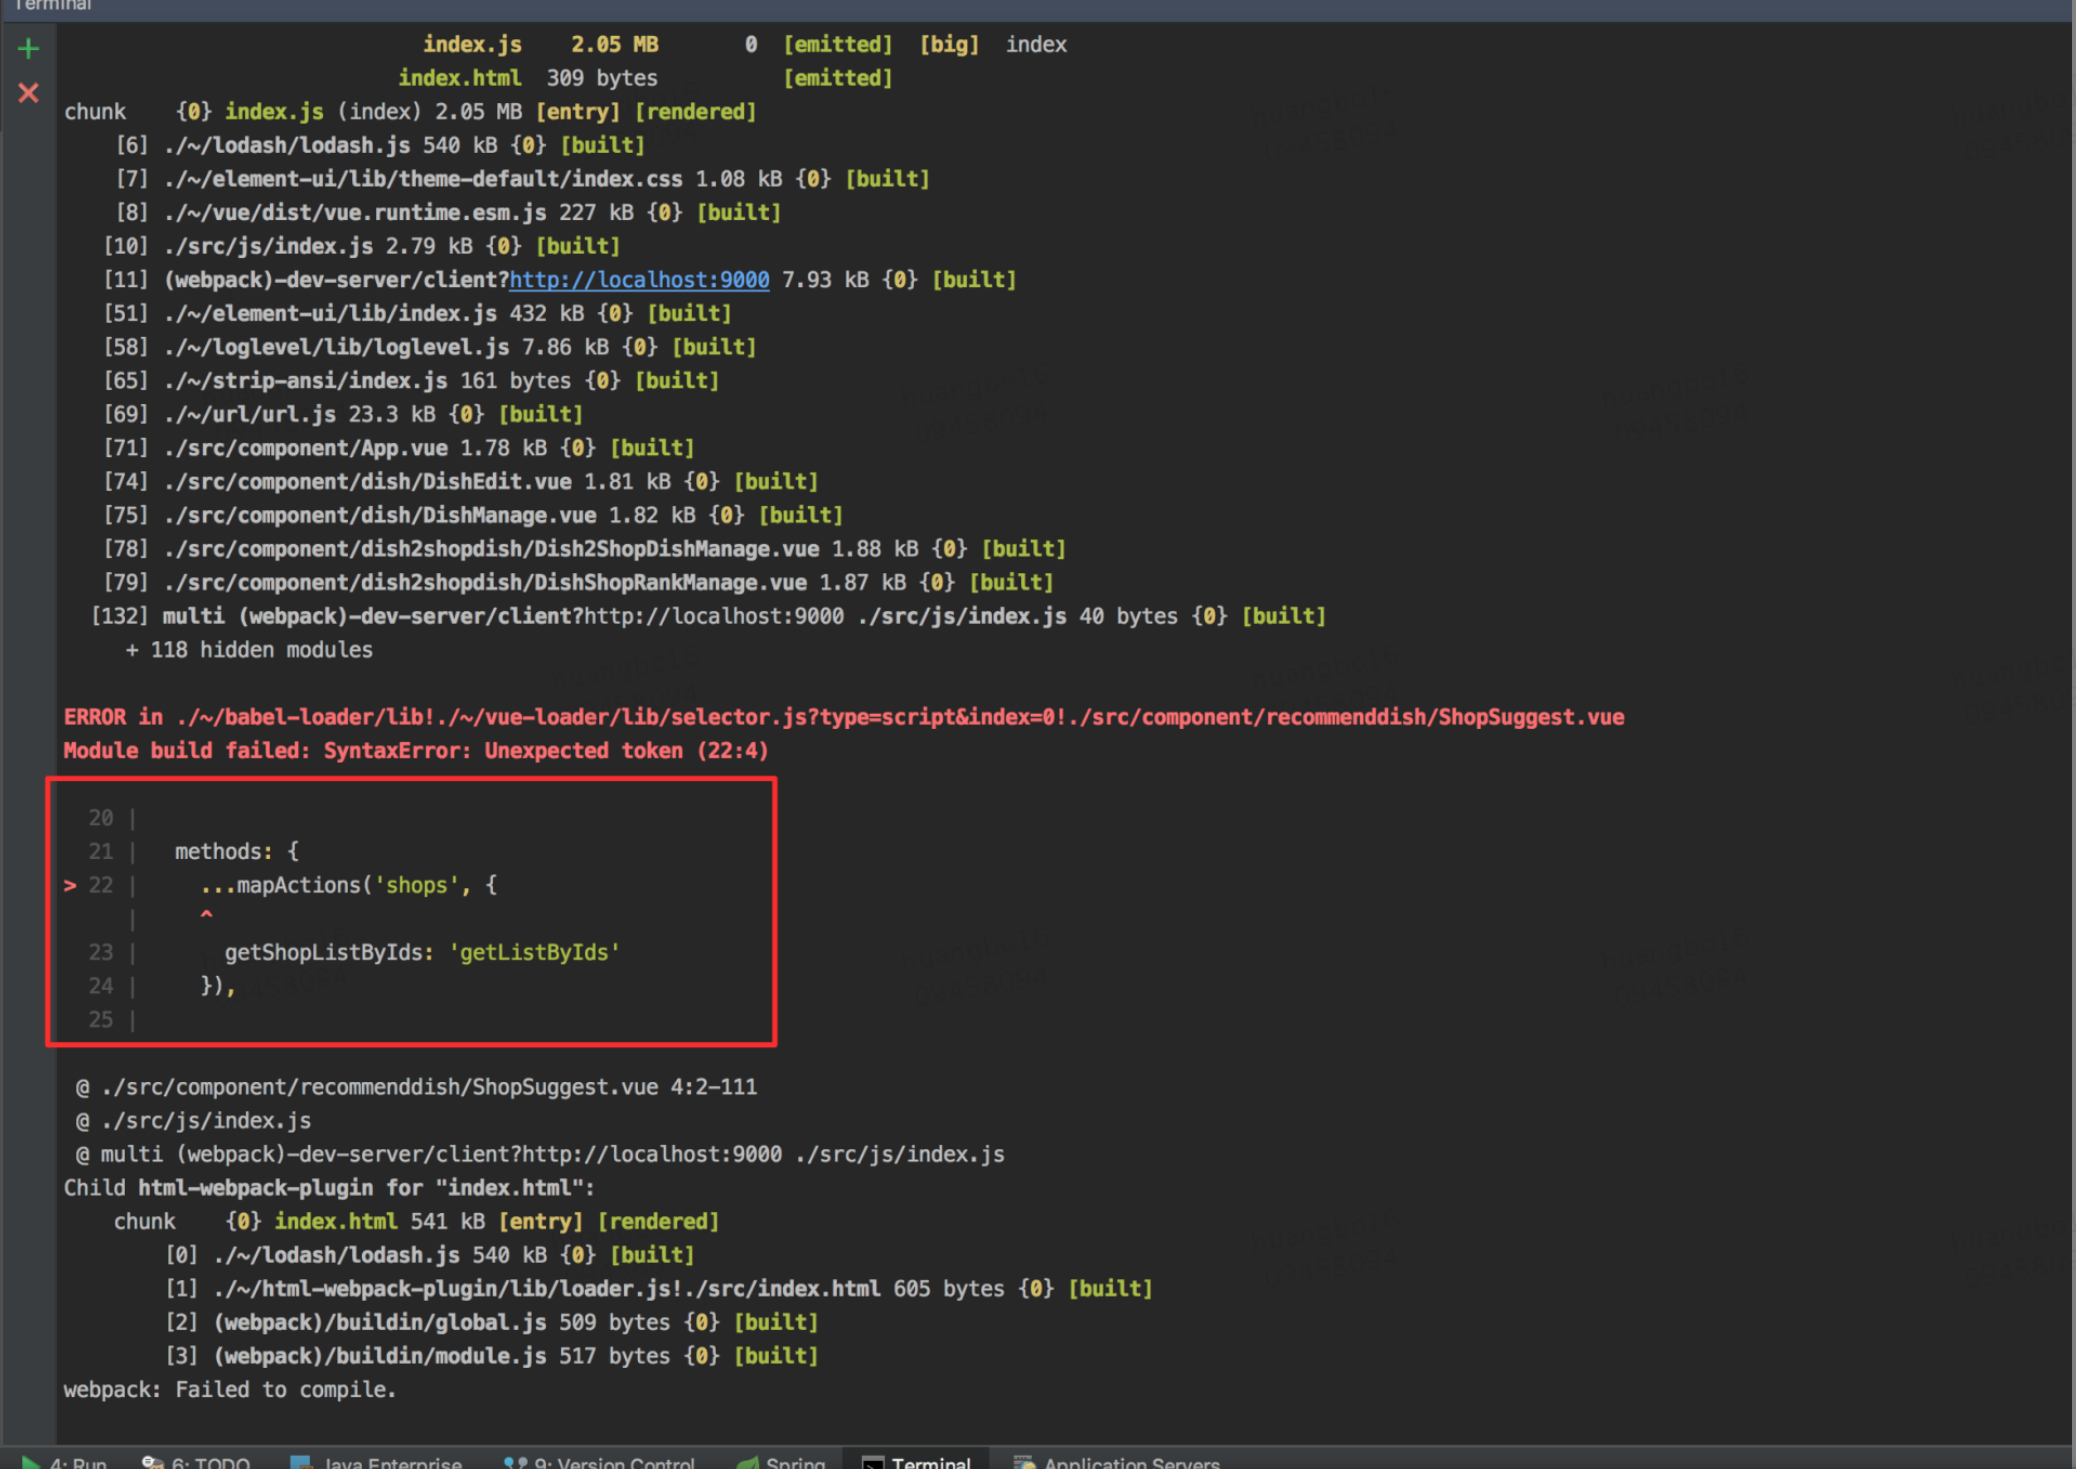 Terminal
index.js 2.05 MB 0 [emitted] [big] index
index.html 309 bytes [emitted]
chunk {0} index.js (index) 2.05 MB [entry] [rendered]
[6] ./~/lodash/lodash.js 540 kB {0} [built]
[7] ./~/element-ui/lib/theme-default/index.css 1.08 kB {0} [built]
[8] ./~/vue/dist/vue.runtime.esm.js 227 kB {0} [built]
[10] ./src/js/index.js 2.79 kB {0} [built]
[11] (webpack)-dev-server/client?http://localhost:9000 7.93 kB {0} [built]
[51] ./~/element-ui/lib/index.js 432 kB {0} [built]
[58] ./~/loglevel/lib/loglevel.js 7.86 kB {0} [built]
[65] ./~/strip-ansi/index.js 161 bytes {0} [built]
[69] ./~/url/url.js 23.3 kB {0} [built]
[71] ./src/component/App.vue 1.78 kB {0} [built]
[74] ./src/component/dish/DishEdit.vue 1.81 kB {0} [built]
[75] ./src/component/dish/DishManage.vue 1.82 kB {0} [built]
[78] ./src/component/dish2shopdish/Dish2ShopDishManage.vue 1.88 kB {0} [built]
[79] ./src/component/dish2shopdish/DishShopRankManage.vue 1.87 kB {0} [built]
[132] multi (webpack)-dev-server/client?http://localhost:9000 ./src/js/index.js 40 bytes {0} [built]
+ 118 hidden modules
ERROR in ./~/babel-loader/lib!./~/vue-loader/lib/selector.js?type=script&index=0!./src/component/recommenddish/ShopSuggest.vue
Module build failed: SyntaxError: Unexpected token (22:4)
20 |
21 | methods: {
> 22 | ...mapActions('shops', {
| ^
23 | getShopListByIds: 'getListByIds'
24 | }),
25 |
@ ./src/component/recommenddish/ShopSuggest.vue 4:2-111
@ ./src/js/index.js
@ multi (webpack)-dev-server/client?http://localhost:9000 ./src/js/index.js
Child html-webpack-plugin for "index.html":
chunk {0} index.html 541 kB [entry] [rendered]
[0] ./~/lodash/lodash.js 540 kB {0} [built]
[1] ./~/html-webpack-plugin/lib/loader.js!./src/index.html 605 bytes {0} [built]
[2] (webpack)/buildin/global.js 509 bytes {0} [built]
[3] (webpack)/buildin/module.js 517 bytes {0} [built]
webpack: Failed to compile.
4: Run 6: TODO Java Enterprise 9: Version Control Spring Terminal Application Servers